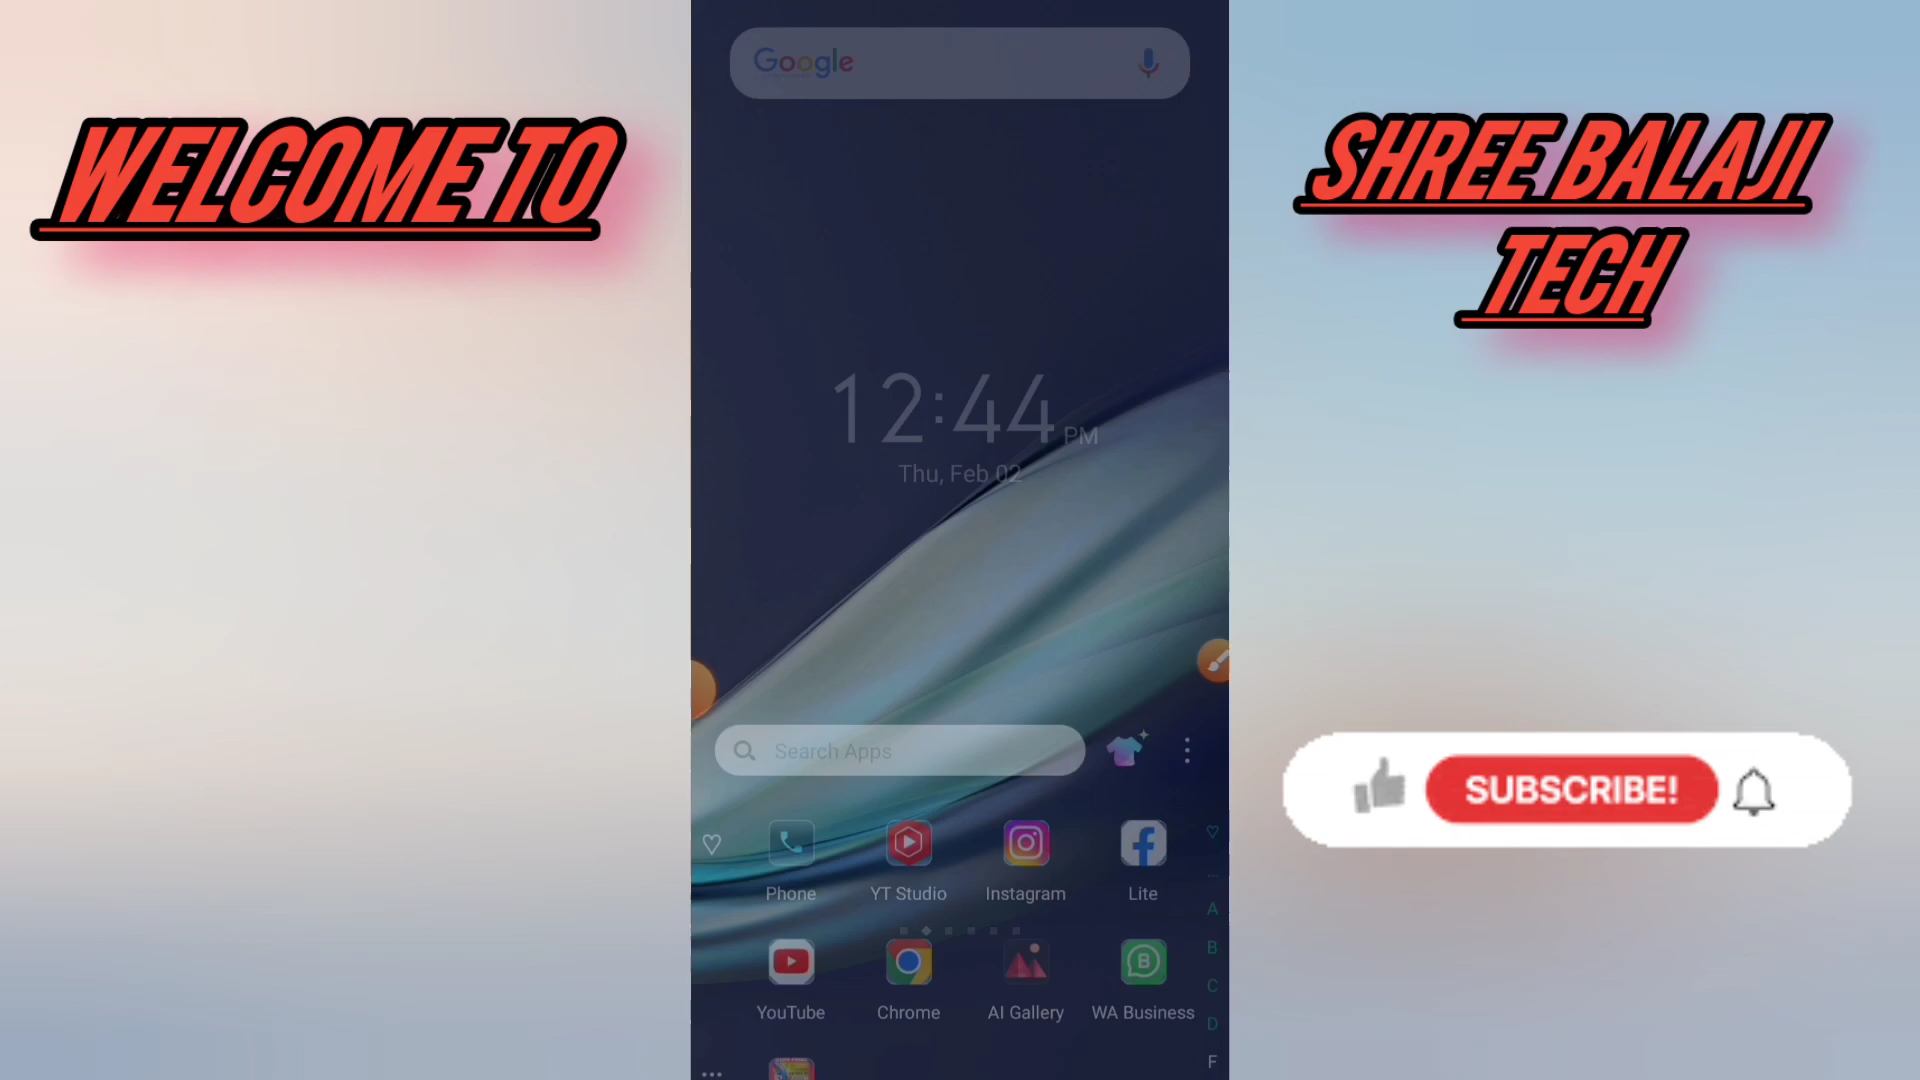 WELCOME TO
Google
12:44 PM
Thu, Feb 02
Search Apps
Phone
YT Studio
Instagram
Lite
YouTube
Chrome
AI Gallery
WA Business
A
B
C
D
F
SHREE BALAJI
TECH
SUBSCRIBE!